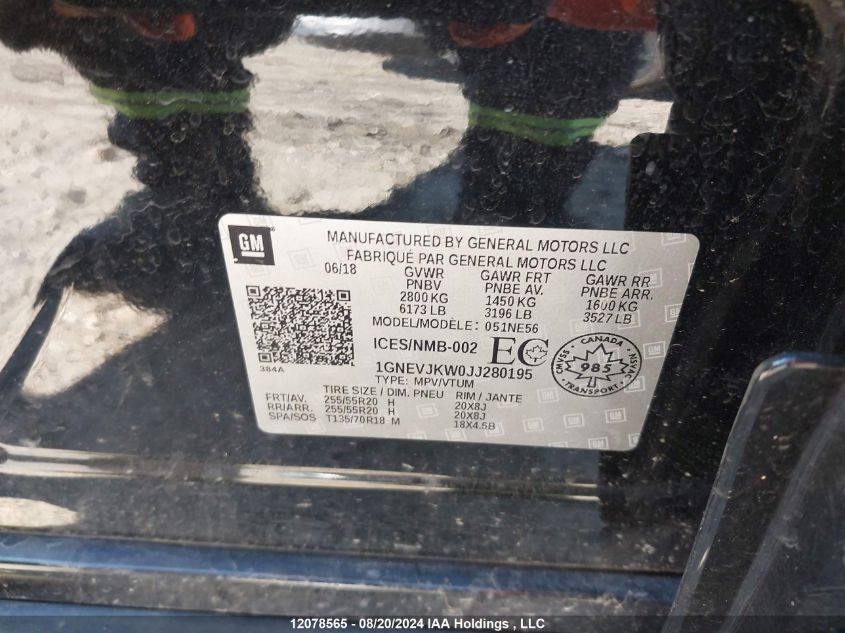 GM
MANUFACTURED BY GENERAL MOTORS LLC
FABRIQUÉ PAR GENERAL MOTORS LLC
06/18 GVWR GAWR FRT GAWR RR
PNBV PNBE AV. PNBE ARR.
2800 KG 1450 KG 1600 KG
6173 LB 3196 LB 3527 LB
MODEL/MODÈLE: 051NE56
ICES/NMB-002 EC
CANADA
CMVSS 985 NSVAC
TRANSPORT
384A
1GNEVJKW0JJ280195
TYPE: MPV/VTUM
TIRE SIZE / DIM. PNEU RIM / JANTE
FRT/AV. 255/55R20 H 20X8J
RR/ARR. 255/55R20 H 20X8J
SPA/SOS T135/70R18 M 18X4.5B
12078565 - 08/20/2024 IAA Holdings , LLC